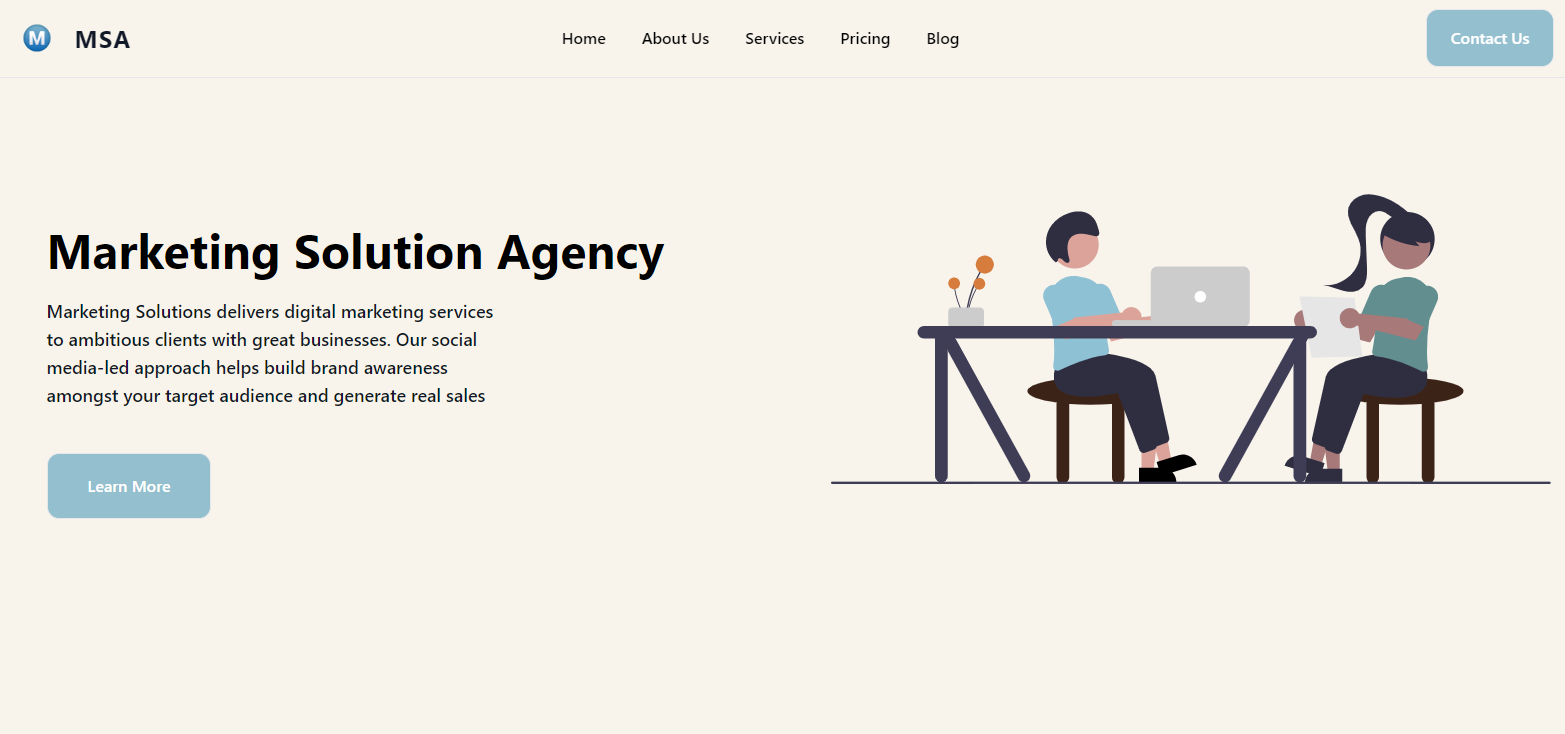 M MSA
Home About Us Services Pricing Blog
Contact Us
Marketing Solution Agency
Marketing Solutions delivers digital marketing services
to ambitious clients with great businesses. Our social
media-led approach helps build brand awareness
amongst your target audience and generate real sales
Learn More